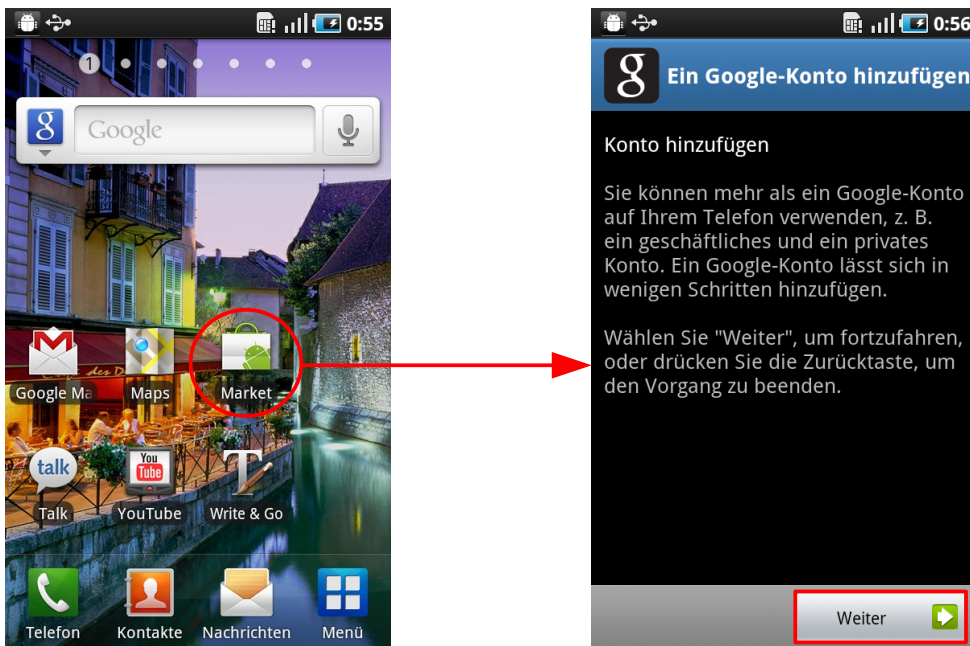 0:55
1
g
Google
Google Ma
Maps
Market
talk
You
Tube
Talk
YouTube
Write & Go
Telefon
Kontakte
Nachrichten
Menü
0:56
g
Ein Google-Konto hinzufügen
Konto hinzufügen
Sie können mehr als ein Google-Konto
auf Ihrem Telefon verwenden, z. B.
ein geschäftliches und ein privates
Konto. Ein Google-Konto lässt sich in
wenigen Schritten hinzufügen.
Wählen Sie "Weiter", um fortzufahren,
oder drücken Sie die Zurücktaste, um
den Vorgang zu beenden.
Weiter